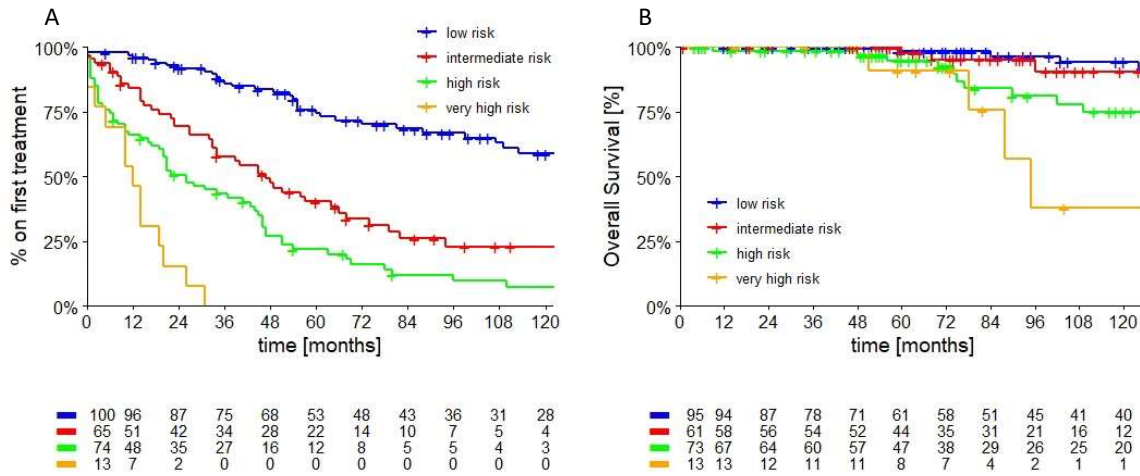 A
low risk
intermediate risk
high risk
very high risk
% on first treatment
100%
75%
50%
25%
0%
0 12 24 36 48 60 72 84 96 108 120
time [months]
100 96 87 75 68 53 48 43 36 31 28
65 51 42 34 28 22 14 10 7 5 4
74 48 35 27 16 12 8 5 5 4 3
13 7 2 0 0 0 0 0 0 0 0
B
Overall Survival [%]
100%
75%
50%
25%
0%
low risk
intermediate risk
high risk
very high risk
0 12 24 36 48 60 72 84 96 108 120
time [months]
95 94 87 78 71 61 58 51 45 41 40
61 58 56 54 52 44 35 31 21 16 12
73 67 64 60 57 47 38 29 26 25 20
13 13 12 11 11 8 7 4 2 1 1